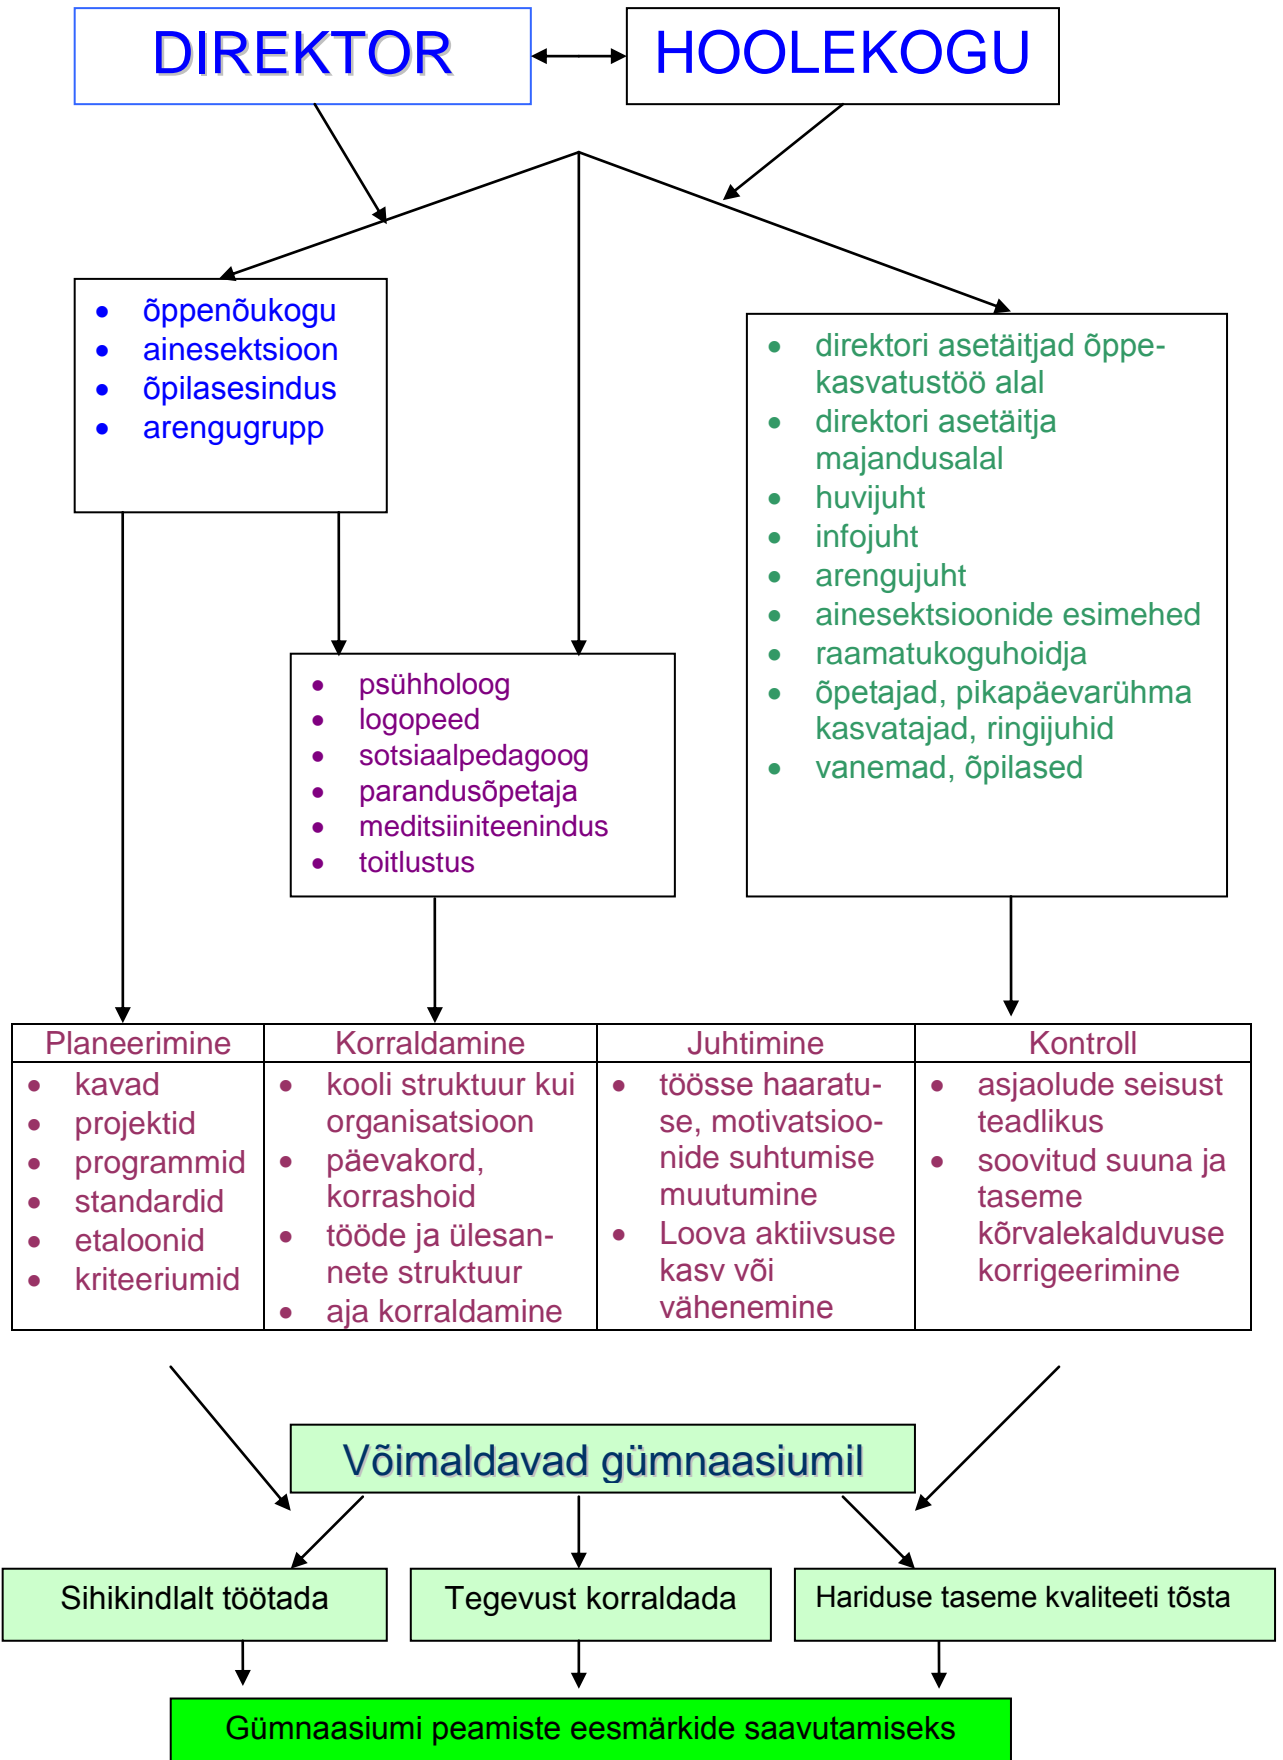 DIREKTOR
HOOLEKOGU
• õppenõukogu
• ainesektsioon
• õpilasesindus
• arengugrupp
• direktori asetäitjad õppe-
kasvatustöö alal
• direktori asetäitja
majandusalal
• huvijuht
• infojuht
• arengujuht
• ainesektsioonide esimehed
• raamatukoguhoidja
• õpetajad, pikapäevarühma
kasvatajad, ringijuhid
• vanemad, õpilased
• psühholoog
• logopeed
• sotsiaalpedagoog
• parandusõpetaja
• meditsiiniteenindus
• toitlustus
Planeerimine
• kavad
• projektid
• programmid
• standardid
• etaloonid
• kriteeriumid
Korraldamine
• kooli struktuur kui
organisatsioon
• päevakord,
korrashoid
• tööde ja ülesan-
nete struktuur
• aja korraldamine
Juhtimine
• töösse haaratu-
se, motivatsioo-
nide suhtumise
muutumine
• Loova aktiivsuse
kasv või
vähenemine
Kontroll
• asjaolude seisust
teadlikus
• soovitud suuna ja
taseme
kõrvalekalduvuse
korrigeerimine
Võimaldavad gümnaasiumil
Sihikindlalt töötada
Tegevust korraldada
Hariduse taseme kvaliteeti tõsta
Gümnaasiumi peamiste eesmärkide saavutamiseks